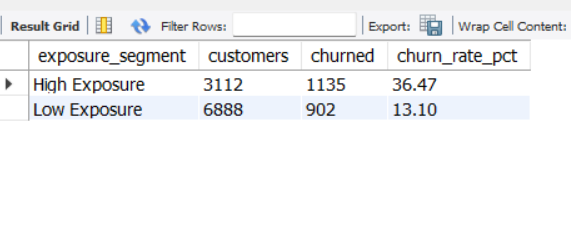 Result Grid Filter Rows: Export: Wrap Cell Content:
exposure_segment customers churned churn_rate_pct
High Exposure 3112 1135 36.47
Low Exposure 6888 902 13.10